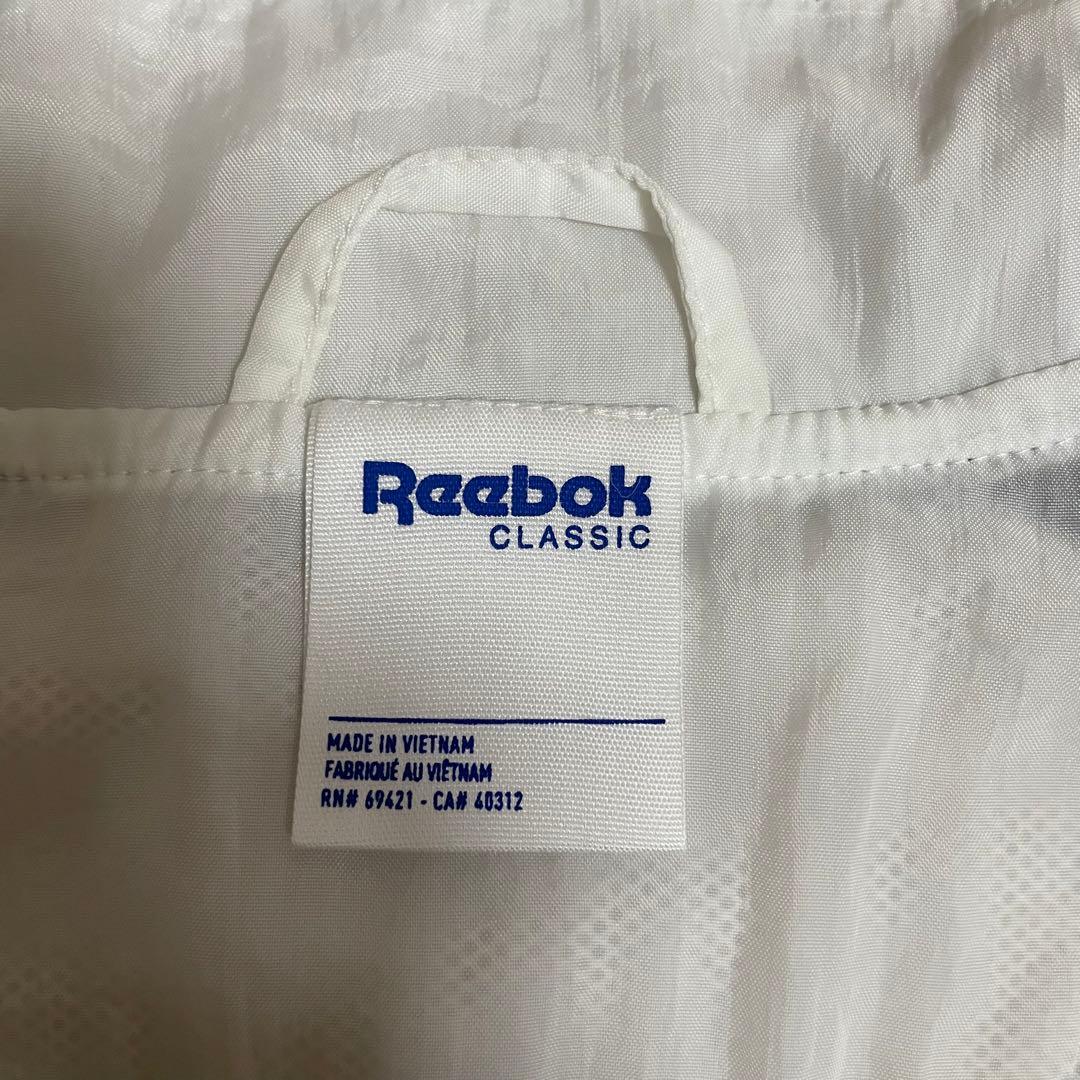 Reebok
CLASSIC
MADE IN VIETNAM
FABRIQUÉ AU VIÊTNAM
RN# 69421 - CA# 40312